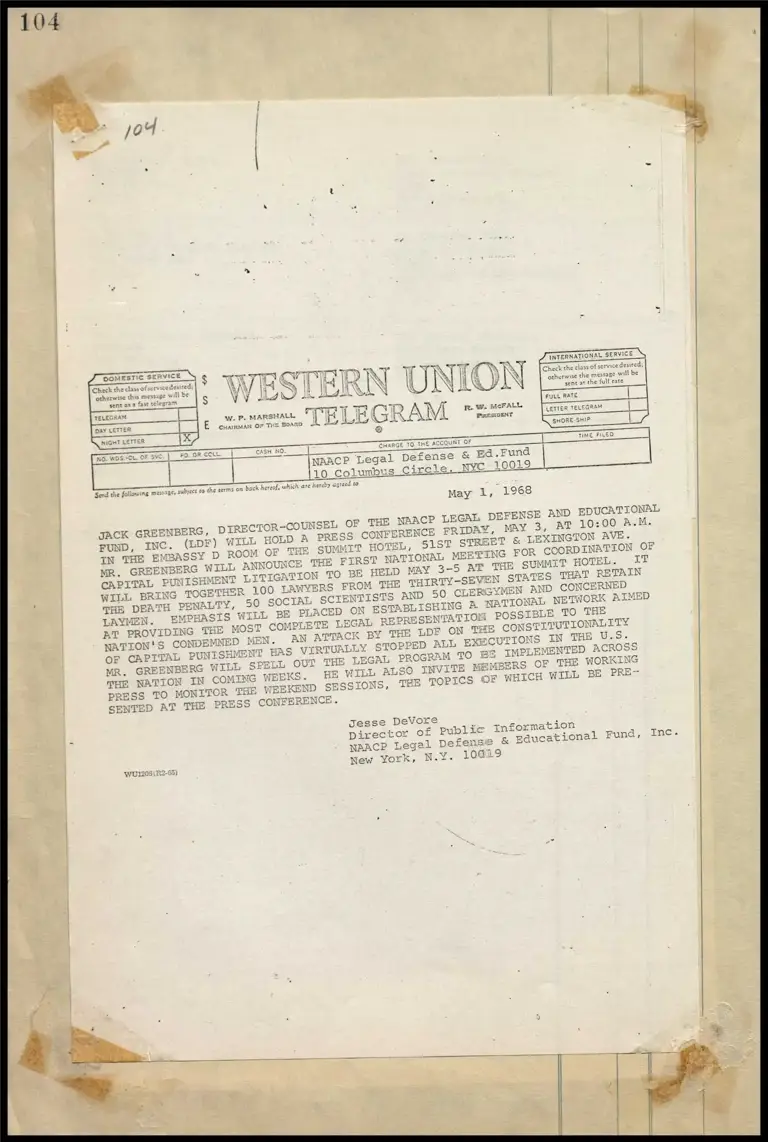 104
104
DOMESTIC SERVICE
Check the class of service desired;
otherwise this message will be
sent as a fast telegram
TELEGRAM
DAY LETTER
NIGHT LETTER X
$
S
E
WESTERN UNION
TELEGRAM
W. P. MARSHALL
CHAIRMAN OF THE BOARD
R. W. McFALL
PRESIDENT
INTERNATIONAL SERVICE
Check the class of service desired;
otherwise the message will be
sent at the full rate
FULL RATE
LETTER TELEGRAM
SHORE SHIP
NO. WDS.-CL. OF SVC.
PD. OR COLL.
CASH NO.
CHARGE TO THE ACCOUNT OF
TIME FILED
NAACP Legal Defense & Ed.Fund
10 Columbus Circle, NYC 10019
Send the following message, subject to the terms on back hereof, which are hereby agreed to
May 1, 1968
JACK GREENBERG, DIRECTOR-COUNSEL OF THE NAACP LEGAL DEFENSE AND EDUCATIONAL
FUND, INC. (LDF) WILL HOLD A PRESS CONFERENCE FRIDAY, MAY 3, AT 10:00 A.M.
IN THE EMBASSY D ROOM OF THE SUMMIT HOTEL, 51ST STREET & LEXINGTON AVE.
MR. GREENBERG WILL ANNOUNCE THE FIRST NATIONAL MEETING FOR COORDINATION OF
CAPITAL PUNISHMENT LITIGATION TO BE HELD MAY 3-5 AT THE SUMMIT HOTEL. IT
WILL BRING TOGETHER 100 LAWYERS FROM THE THIRTY-SEVEN STATES THAT RETAIN
THE DEATH PENALTY, 50 SOCIAL SCIENTISTS AND 50 CLERGYMEN AND CONCERNED
LAYMEN. EMPHASIS WILL BE PLACED ON ESTABLISHING A NATIONAL NETWORK AIMED
AT PROVIDING THE MOST COMPLETE LEGAL REPRESENTATION POSSIBLE TO THE
NATION'S CONDEMNED MEN. AN ATTACK BY THE LDF ON THE CONSTITUTIONALITY
OF CAPITAL PUNISHMENT HAS VIRTUALLY STOPPED ALL EXECUTIONS IN THE U.S.
MR. GREENBERG WILL SPELL OUT THE LEGAL PROGRAM TO BE IMPLEMENTED ACROSS
THE NATION IN COMING WEEKS. HE WILL ALSO INVITE MEMBERS OF THE WORKING
PRESS TO MONITOR THE WEEKEND SESSIONS, THE TOPICS OF WHICH WILL BE PRE-
SENTED AT THE PRESS CONFERENCE.
Jesse DeVore
Director of Public Information
NAACP Legal Defense & Educational Fund, Inc.
New York, N.Y. 10019
WU1206(R2-65)